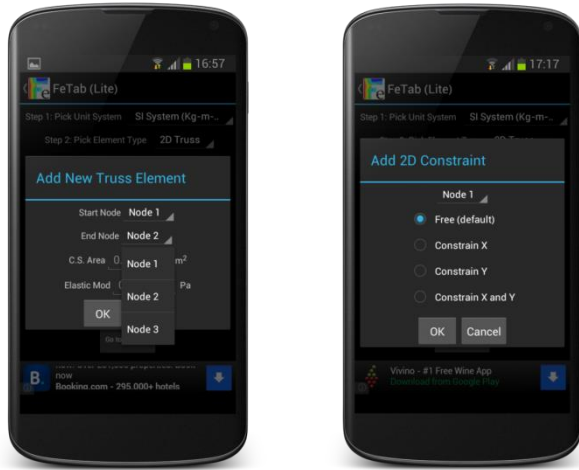 16:57
FeTab (Lite)
Step 1: Pick Unit System SI System (Kg-m-..
Step 2: Pick Element Type 2D Truss
Add New Truss Element
Start Node Node 1
End Node Node 2
C.S. Area 0. m²
Node 1
Elastic Mod Pa
Node 2
OK
Node 3
now
Booking.com - 295.000+ hotels
17:17
FeTab (Lite)
Step 1: Pick Unit System SI System (Kg-m-..
Add 2D Constraint
Node 1
Free (default)
Constrain X
Constrain Y
Constrain X and Y
OK Cancel
Vivino - #1 Free Wine App
Download from Google Play